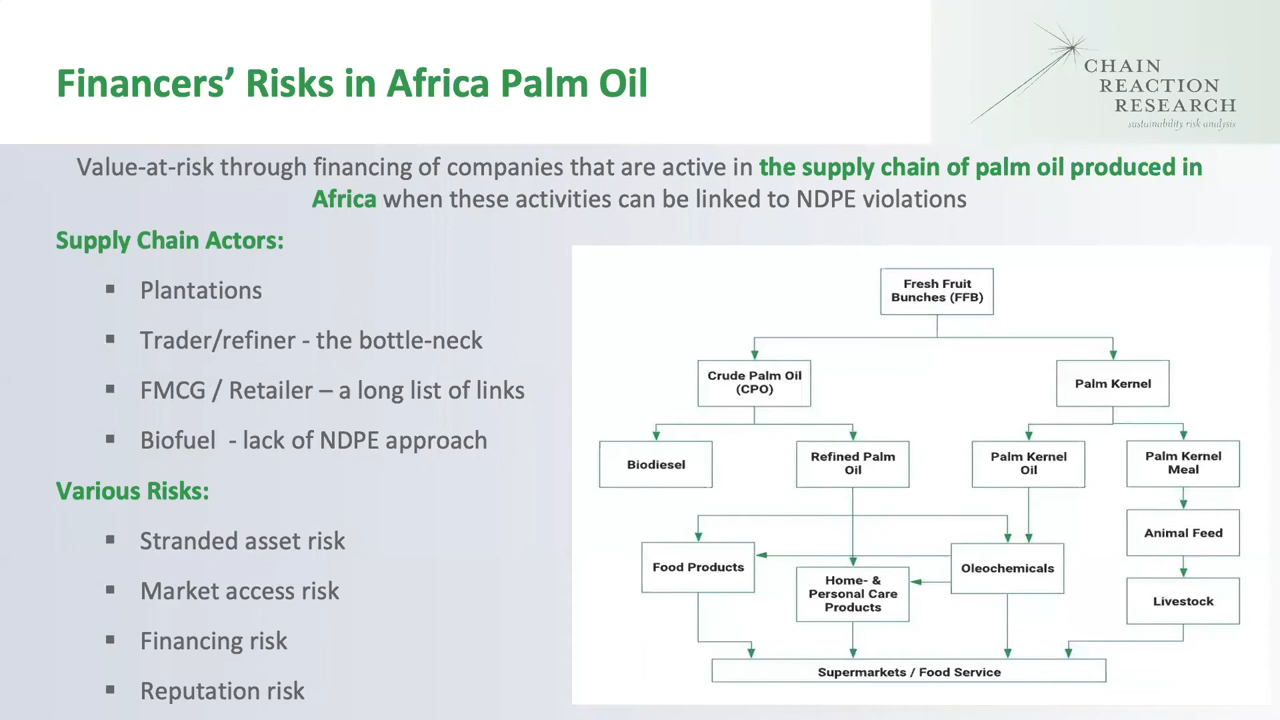 Financers’ Risks in Africa Palm Oil
CHAIN
REACTION
RESEARCH
sustainability risk analysis
Value-at-risk through financing of companies that are active in the supply chain of palm oil produced in
Africa when these activities can be linked to NDPE violations
Supply Chain Actors:
▪ Plantations
▪ Trader/refiner - the bottle-neck
▪ FMCG / Retailer – a long list of links
▪ Biofuel - lack of NDPE approach
Various Risks:
▪ Stranded asset risk
▪ Market access risk
▪ Financing risk
▪ Reputation risk
Fresh Fruit
Bunches (FFB)
Crude Palm Oil
(CPO)
Palm Kernel
Biodiesel
Refined Palm
Oil
Palm Kernel
Oil
Palm Kernel
Meal
Animal Feed
Food Products
Home- &
Personal Care
Products
Oleochemicals
Livestock
Supermarkets / Food Service